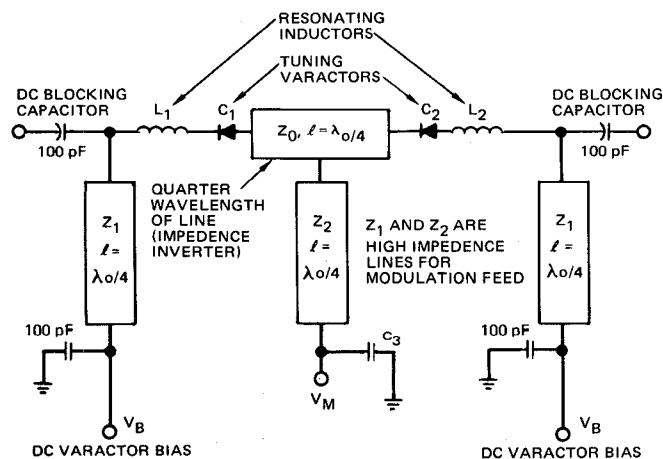 RESONATING
INDUCTORS
TUNING
VARACTORS
DC BLOCKING
CAPACITOR
L1
C1
C2
L2
DC BLOCKING
CAPACITOR
100 pF
Z0, ℓ = λo/4
100 pF
QUARTER
WAVELENGTH
OF LINE
(IMPEDENCE
INVERTER)
Z1
ℓ =
λo/4
Z2
ℓ =
λo/4
Z1 AND Z2 ARE
HIGH IMPEDENCE
LINES FOR
MODULATION FEED
Z1
ℓ =
λo/4
100 pF
C3
100 pF
VM
VB
DC VARACTOR BIAS
VB
DC VARACTOR BIAS